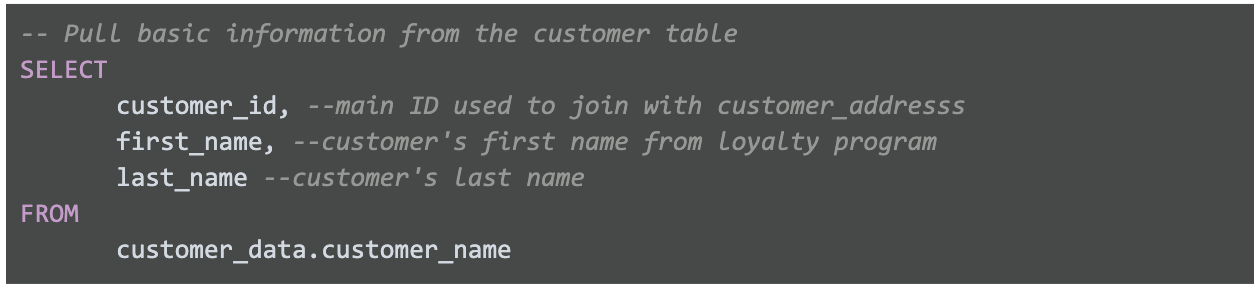 -- Pull basic information from the customer table
SELECT
customer_id, --main ID used to join with customer_addresss
first_name, --customer's first name from loyalty program
last_name --customer's last name
FROM
customer_data.customer_name